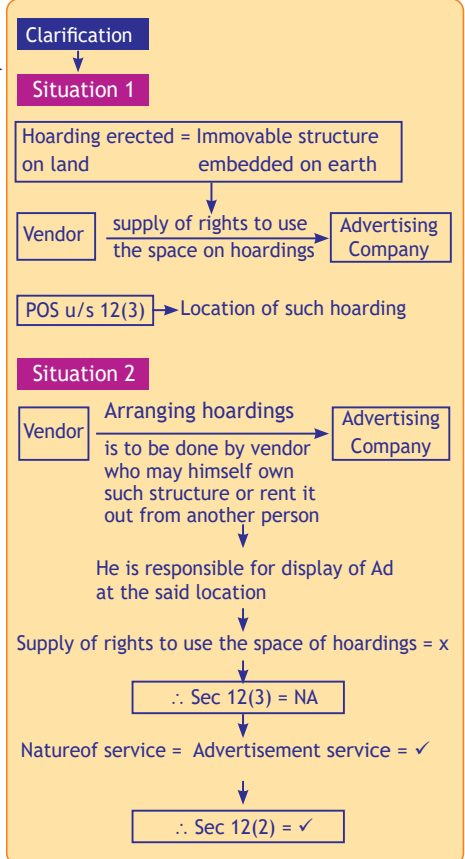 Clarification
Situation 1
Hoarding erected = Immovable structure
on land embedded on earth
Vendor
supply of rights to use
the space on hoardings
Advertising
Company
POS u/s 12(3)
Location of such hoarding
Situation 2
Vendor
Arranging hoardings
is to be done by vendor
who may himself own
such structure or rent it
out from another person
Advertising
Company
He is responsible for display of Ad
at the said location
Supply of rights to use the space of hoardings = x
∴ Sec 12(3) = NA
Natureof service = Advertisement service = ✓
∴ Sec 12(2) = ✓